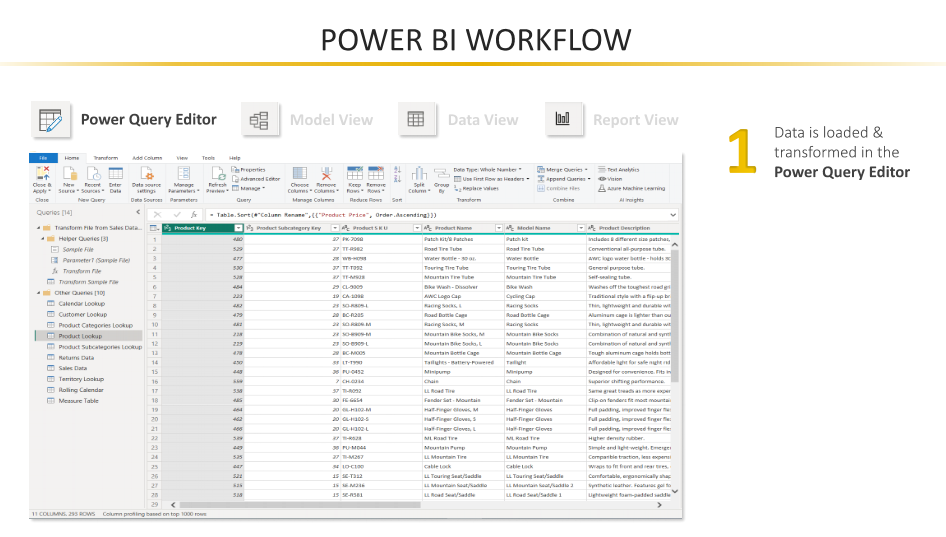 POWER BI WORKFLOW
Power Query Editor
Model View
Data View
Report View
1
Data is loaded &
transformed in the
Power Query Editor
File Home Transform Add Column View Tools Help
Close & Apply
New Source
Recent Sources
Enter Data
Data source settings
Manage Parameters
Refresh Preview
Properties
Advanced Editor
Manage
Choose Columns
Remove Columns
Keep Rows
Remove Rows
Split Column
Group By
Data Type: Whole Number
Use First Row as Headers
Replace Values
Merge Queries
Append Queries
Combine Files
Text Analytics
Vision
Azure Machine Learning
Close
New Query
Data Sources
Parameters
Query
Manage Columns
Reduce Rows
Sort
Transform
Combine
AI Insights
Queries [14]
= Table.Sort(#"Column Rename",{{"Product Price", Order.Ascending}})
Transform File from Sales Data...
Helper Queries [3]
Sample File
Parameter1 (Sample File)
Transform File
Transform Sample File
Other Queries [10]
Calendar Lookup
Customer Lookup
Product Categories Lookup
Product Lookup
Product Subcategories Lookup
Returns Data
Sales Data
Territory Lookup
Rolling Calendar
Measure Table
Product Key Product Subcategory Key Product S K U Product Name Model Name Product Description
1 480 37 PK-7098 Patch Kit/8 Patches Patch kit Includes 8 different size patches,
2 529 37 TT-R982 Road Tire Tube Road Tire Tube Conventional all-purpose tube.
3 477 28 WB-H098 Water Bottle - 30 oz. Water Bottle AWC logo water bottle - holds 30
4 530 37 TT-T092 Touring Tire Tube Touring Tire Tube General purpose tube.
5 528 37 TT-M928 Mountain Tire Tube Mountain Tire Tube Self-sealing tube.
6 484 29 CL-9009 Bike Wash - Dissolver Bike Wash Washes off the toughest road gri
7 223 19 CA-1098 AWC Logo Cap Cycling Cap Traditional style with a flip-up br
8 482 23 SO-R809-L Racing Socks, L Racing Socks Thin, lightweight and durable wit
9 479 28 BC-R205 Road Bottle Cage Road Bottle Cage Aluminum cage is lighter than ou
10 481 23 SO-R809-M Racing Socks, M Racing Socks Thin, lightweight and durable wit
11 218 23 SO-B909-M Mountain Bike Socks, M Mountain Bike Socks Combination of natural and synt
12 219 23 SO-B909-L Mountain Bike Socks, L Mountain Bike Socks Combination of natural and synt
13 478 28 BC-M005 Mountain Bottle Cage Mountain Bottle Cage Tough aluminum cage holds bott
14 450 33 LT-T990 Taillights - Battery-Powered Taillight Affordable light for safe night rid
15 448 36 PU-0452 Minipump Minipump Designed for convenience. Fits in
16 559 7 CH-0234 Chain Chain Superior shifting performance.
17 538 37 TI-R092 LL Road Tire LL Road Tire Same great treads as more expen
18 485 30 FE-6654 Fender Set - Mountain Fender Set - Mountain Clip-on fenders fit most mountai
19 464 20 GL-H102-M Half-Finger Gloves, M Half-Finger Gloves Full padding, improved finger fle
20 462 20 GL-H102-S Half-Finger Gloves, S Half-Finger Gloves Full padding, improved finger fle
21 466 20 GL-H102-L Half-Finger Gloves, L Half-Finger Gloves Full padding, improved finger fle
22 539 37 TI-R628 ML Road Tire ML Road Tire Higher density rubber.
23 449 36 PU-M044 Mountain Pump Mountain Pump Simple and light-weight. Emerger
24 535 37 TI-M267 LL Mountain Tire LL Mountain Tire Comparible traction, less expensi
25 447 34 LO-C100 Cable Lock Cable Lock Wraps to fit front and rear tires,
26 521 15 SE-T312 LL Touring Seat/Saddle LL Touring Seat/Saddle Comfortable, ergonomically shap
27 515 15 SE-M236 LL Mountain Seat/Saddle LL Mountain Seat/Saddle 2 Synthetic leather. Features gel fo
28 518 15 SE-R581 LL Road Seat/Saddle LL Road Seat/Saddle 1 Lightweight foam-padded saddle
29
11 COLUMNS, 293 ROWS Column profiling based on top 1000 rows